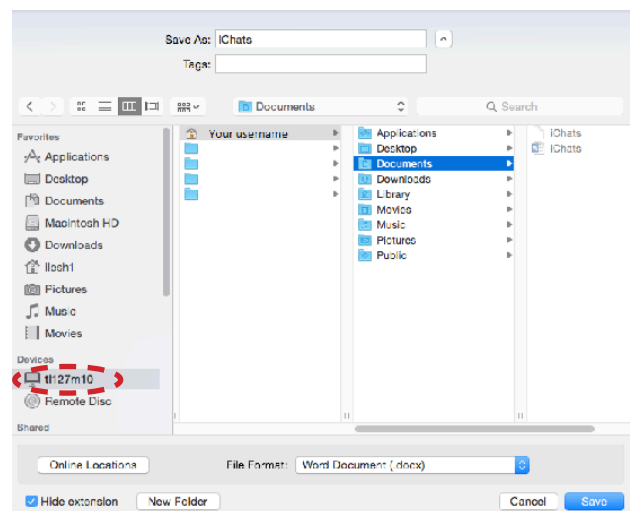 Save As: iChats
Tags:
Documents
Search
Favorites
Applications
Desktop
Documents
Macintosh HD
Downloads
llosh1
Pictures
Music
Movies
Devices
tl127m10
Remote Disc
Shared
Your username
Applications
Desktop
Documents
Downloads
Library
Movies
Music
Pictures
Public
iChats
iChats
Online Locations
File Format: Word Document (.docx)
Hide extension
New Folder
Cancel
Save